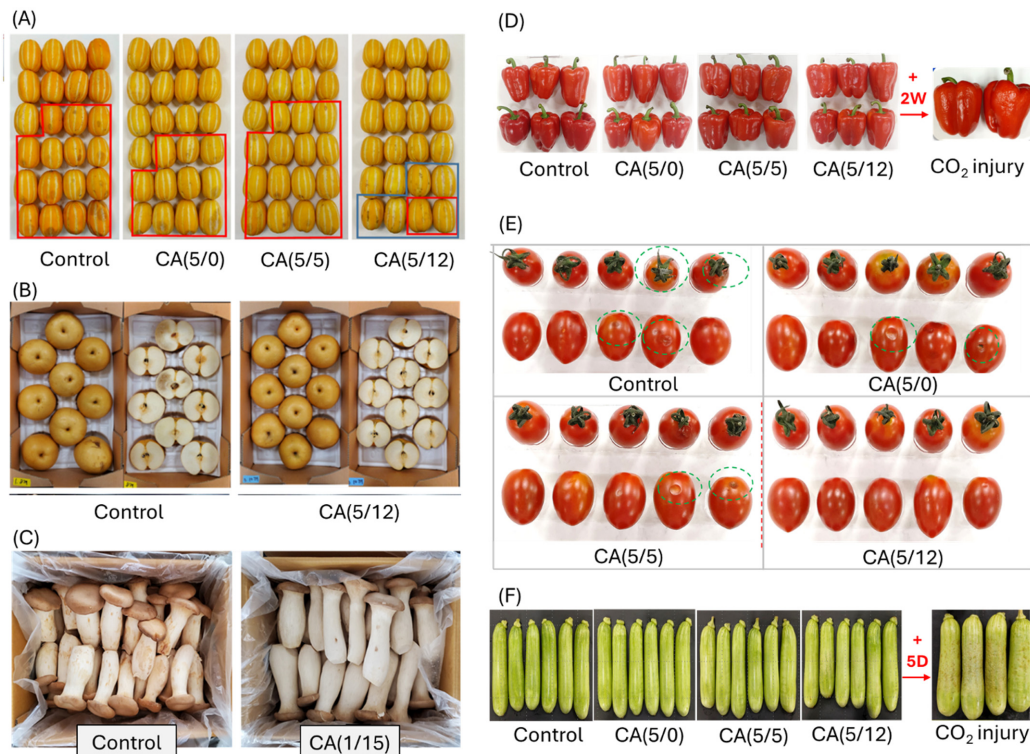 (A)
Control
CA(5/0)
CA(5/5)
CA(5/12)
(B)
Control
CA(5/12)
(C)
Control
CA(1/15)
(D)
Control
CA(5/0)
CA(5/5)
CA(5/12)
+
2W
CO₂ injury
(E)
Control
CA(5/0)
CA(5/5)
CA(5/12)
(F)
Control
CA(5/0)
CA(5/5)
CA(5/12)
+
5D
CO₂ injury